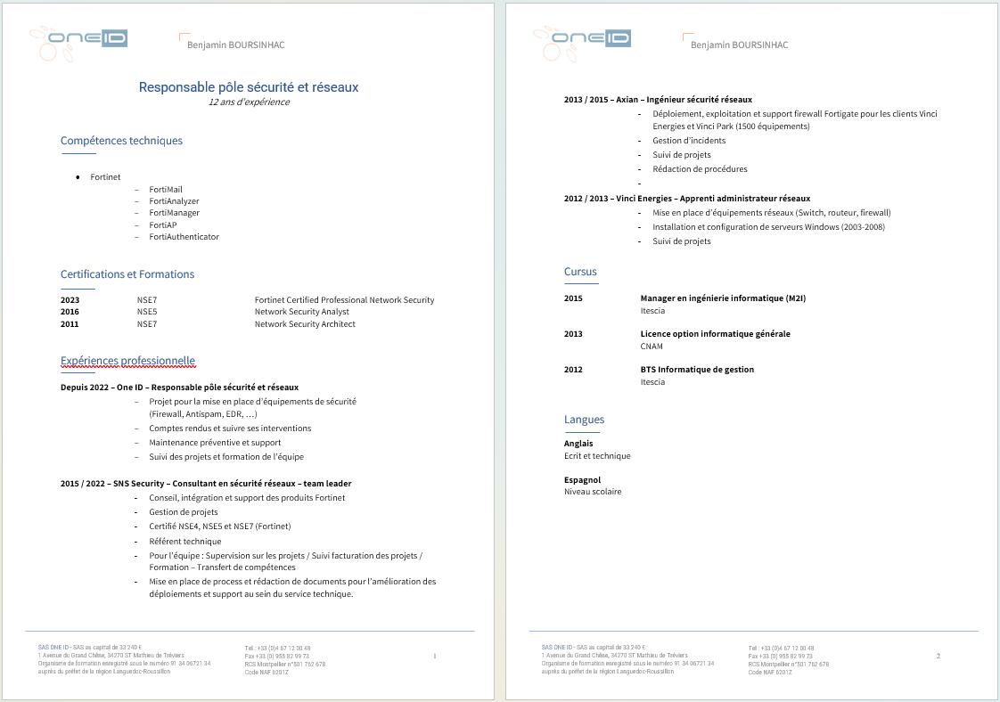 oneID
Benjamin BOURSINHAC
Responsable pôle sécurité et réseaux
12 ans d'expérience
Compétences techniques
● Fortinet
– FortiMail
– FortiAnalyzer
– FortiManager
– FortiAP
– FortiAuthenticator
Certifications et Formations
2023 NSE7 Fortinet Certified Professional Network Security
2016 NSE5 Network Security Analyst
2011 NSE7 Network Security Architect
Expériences professionnelle
Depuis 2022 – One ID – Responsable pôle sécurité et réseaux
– Projet pour la mise en place d'équipements de sécurité
(Firewall, Antispam, EDR, …)
– Comptes rendus et suivre ses interventions
– Maintenance préventive et support
– Suivi des projets et formation de l'équipe
2015 / 2022 – SNS Security – Consultant en sécurité réseaux – team leader
- Conseil, intégration et support des produits Fortinet
- Gestion de projets
- Certifié NSE4, NSE5 et NSE7 (Fortinet)
- Référent technique
- Pour l'équipe : Supervision sur les projets / Suivi facturation des projets /
Formation – Transfert de compétences
- Mise en place de process et rédaction de documents pour l'amélioration des
déploiements et support au sein du service technique.
SAS ONE ID - SAS au capital de 33 240 €
1 Avenue du Grand Chêne, 34270 ST Mathieu de Tréviers
Organisme de formation enregistré sous le numéro 91 34 06721 34
auprès du préfet de la région Languedoc-Roussillon
Tel : +33 (0)4 67 12 00 48
Fax +33 (0) 955 82 99 73
RCS Montpellier n°501 762 678
Code NAF 6201Z
1
oneID
Benjamin BOURSINHAC
2013 / 2015 – Axian – Ingénieur sécurité réseaux
- Déploiement, exploitation et support firewall Fortigate pour les clients Vinci
Energies et Vinci Park (1500 équipements)
- Gestion d'incidents
- Suivi de projets
- Rédaction de procédures
-
2012 / 2013 – Vinci Energies – Apprenti administrateur réseaux
- Mise en place d'équipements réseaux (Switch, routeur, firewall)
- Installation et configuration de serveurs Windows (2003-2008)
- Suivi de projets
Cursus
2015 Manager en ingénierie informatique (M2I)
Itescia
2013 Licence option informatique générale
CNAM
2012 BTS Informatique de gestion
Itescia
Langues
Anglais
Ecrit et technique
Espagnol
Niveau scolaire
SAS ONE ID - SAS au capital de 33 240 €
1 Avenue du Grand Chêne, 34270 ST Mathieu de Tréviers
Organisme de formation enregistré sous le numéro 91 34 06721 34
auprès du préfet de la région Languedoc-Roussillon
Tel : +33 (0)4 67 12 00 48
Fax +33 (0) 955 82 99 73
RCS Montpellier n°501 762 678
Code NAF 6201Z
2